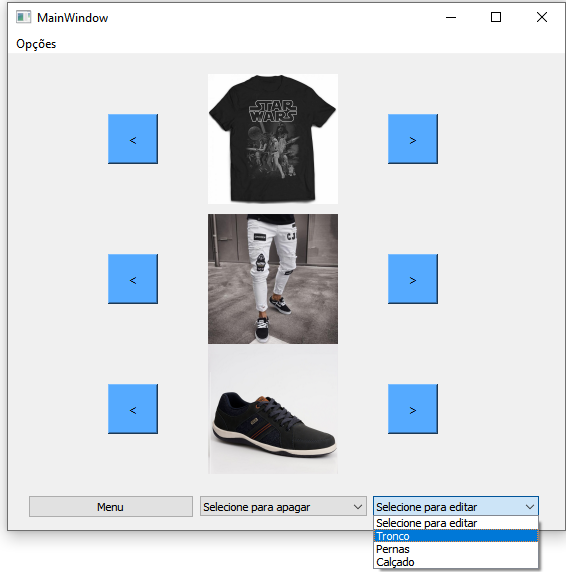 MainWindow
Opções
STAR
WARS
<
>
<
>
<
>
Menu
Selecione para apagar
Selecione para editar
Selecione para editar
Tronco
Pernas
Calçado